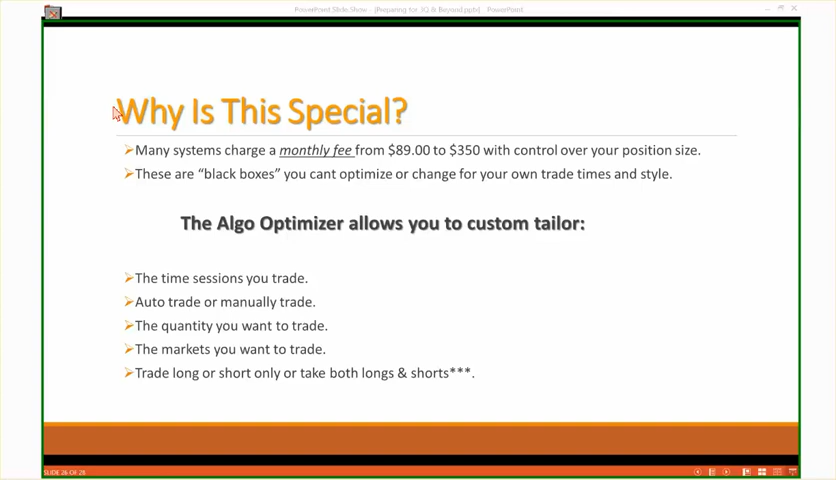 PowerPoint Slide Show - [Preparing for 3Q & Beyond.pptx] - PowerPoint
Why Is This Special?
Many systems charge a monthly fee from $89.00 to $350 with control over your position size.
These are “black boxes” you cant optimize or change for your own trade times and style.
The Algo Optimizer allows you to custom tailor:
The time sessions you trade.
Auto trade or manually trade.
The quantity you want to trade.
The markets you want to trade.
Trade long or short only or take both longs & shorts***.
SLIDE 26 OF 28